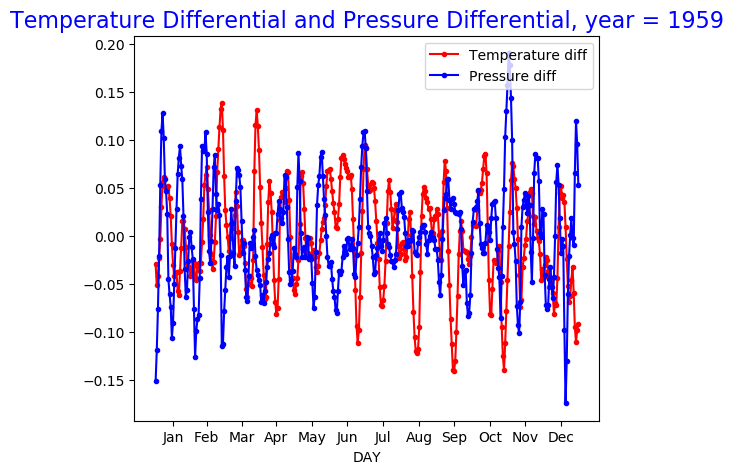 Temperature Differential and Pressure Differential, year = 1959
Temperature diff
Pressure diff
0.20
0.15
0.10
0.05
0.00
−0.05
−0.10
−0.15
Jan Feb Mar Apr May Jun Jul Aug Sep Oct Nov Dec
DAY